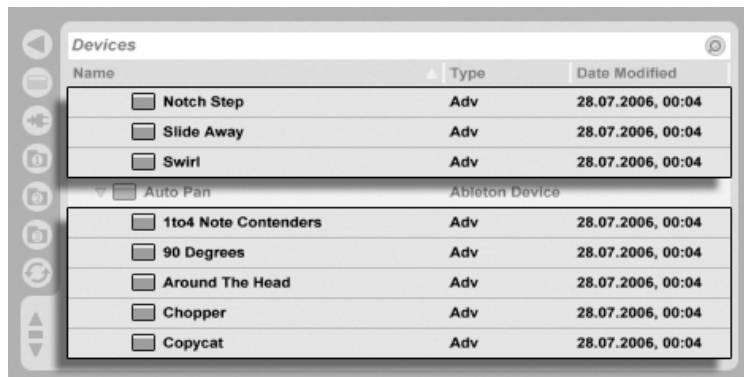 Devices
Name Type Date Modified
Notch Step Adv 28.07.2006, 00:04
Slide Away Adv 28.07.2006, 00:04
Swirl Adv 28.07.2006, 00:04
Auto Pan Ableton Device
1to4 Note Contenders Adv 28.07.2006, 00:04
90 Degrees Adv 28.07.2006, 00:04
Around The Head Adv 28.07.2006, 00:04
Chopper Adv 28.07.2006, 00:04
Copycat Adv 28.07.2006, 00:04
1
2
3